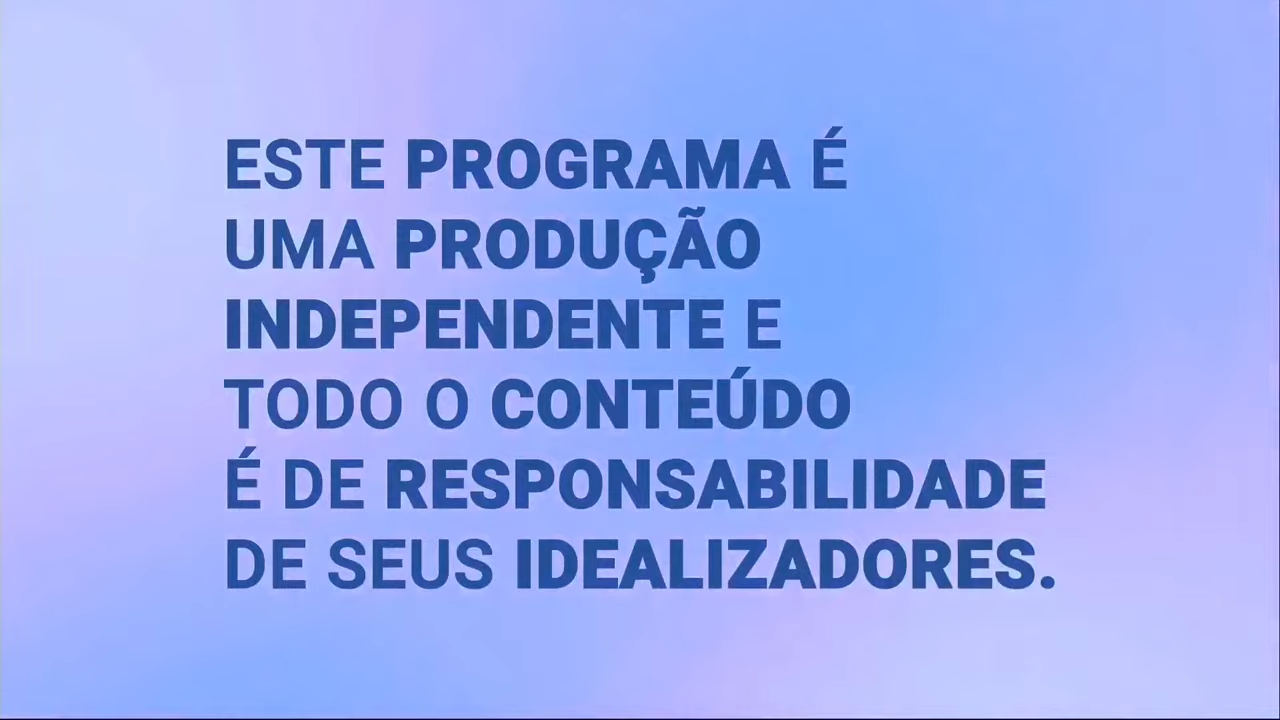 ESTE PROGRAMA É
UMA PRODUÇÃO
INDEPENDENTE E
TODO O CONTEÚDO
É DE RESPONSABILIDADE
DE SEUS IDEALIZADORES.